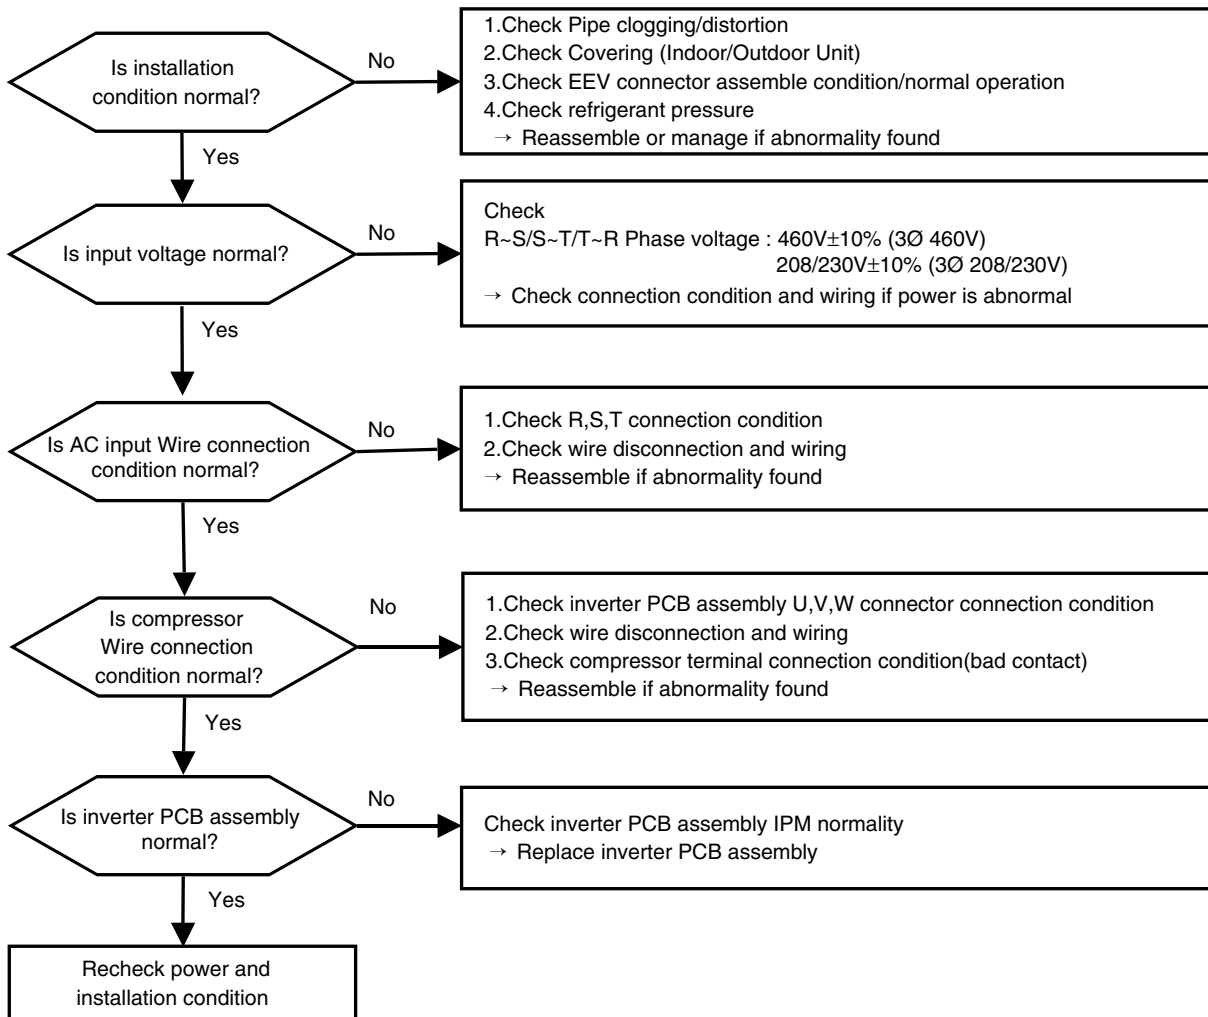 Is installation
condition normal?
No
1.Check Pipe clogging/distortion
2.Check Covering (Indoor/Outdoor Unit)
3.Check EEV connector assemble condition/normal operation
4.Check refrigerant pressure
→ Reassemble or manage if abnormality found
Yes
Is input voltage normal?
No
Check
R~S/S~T/T~R Phase voltage : 460V±10% (3Ø 460V)
208/230V±10% (3Ø 208/230V)
→ Check connection condition and wiring if power is abnormal
Yes
Is AC input Wire connection
condition normal?
No
1.Check R,S,T connection condition
2.Check wire disconnection and wiring
→ Reassemble if abnormality found
Yes
Is compressor
Wire connection
condition normal?
No
1.Check inverter PCB assembly U,V,W connector connection condition
2.Check wire disconnection and wiring
3.Check compressor terminal connection condition(bad contact)
→ Reassemble if abnormality found
Yes
Is inverter PCB assembly
normal?
No
Check inverter PCB assembly IPM normality
→ Replace inverter PCB assembly
Yes
Recheck power and
installation condition